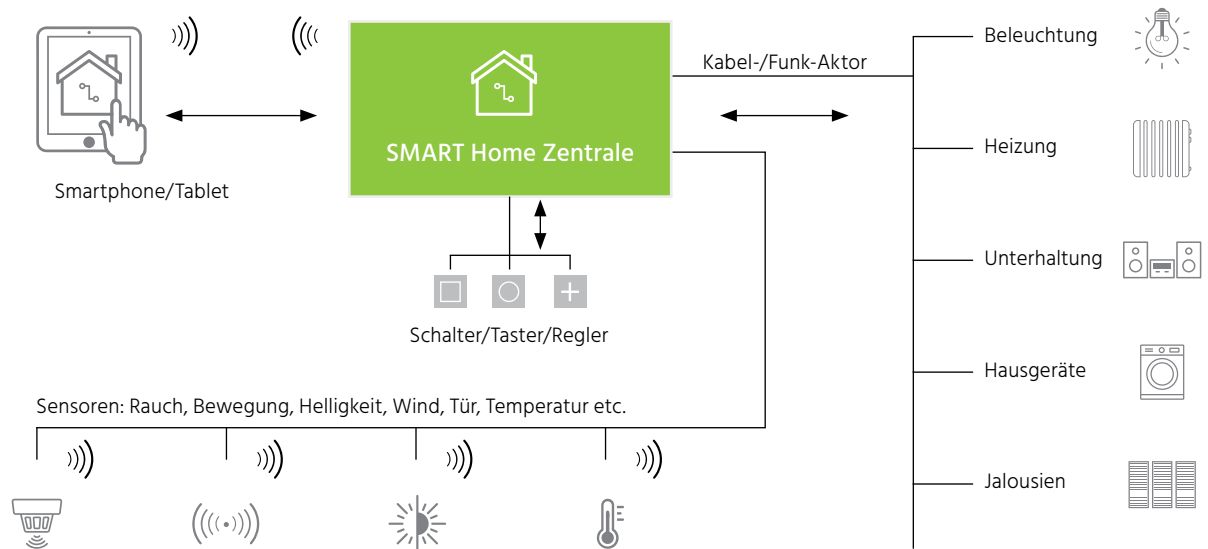 Beleuchtung
Kabel-/Funk-Aktor
SMART Home Zentrale
Heizung
Smartphone/Tablet
Unterhaltung
Schalter/Taster/Regler
Hausgeräte
Sensoren: Rauch, Bewegung, Helligkeit, Wind, Tür, Temperatur etc.
Jalousien